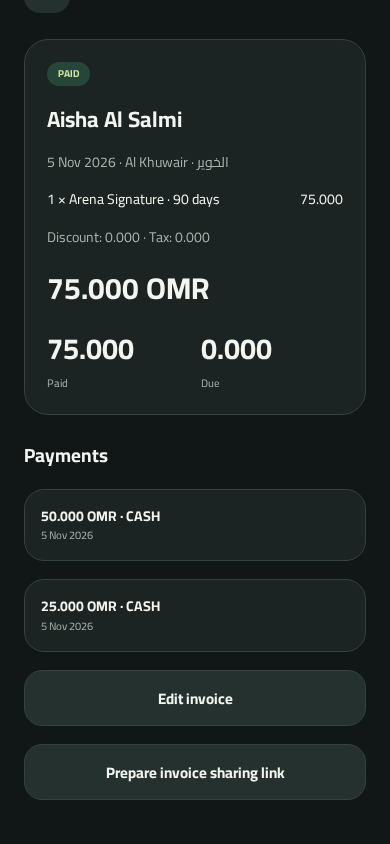 PAID
Aisha Al Salmi
5 Nov 2026 · Al Khuwair · الخوير
1 × Arena Signature · 90 days 75.000
Discount: 0.000 · Tax: 0.000
75.000 OMR
75.000 0.000
Paid Due
Payments
50.000 OMR · CASH
5 Nov 2026
25.000 OMR · CASH
5 Nov 2026
Edit invoice
Prepare invoice sharing link